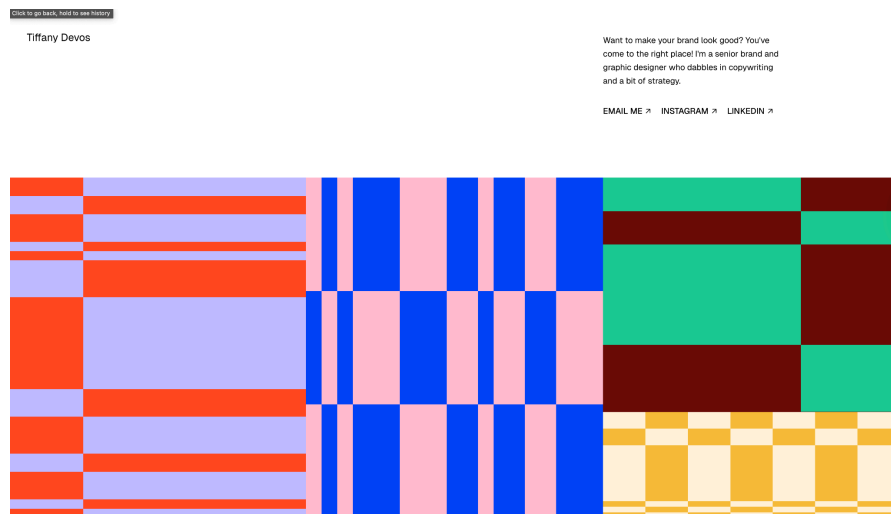 Click to go back, hold to see history
Tiffany Devos
Want to make your brand look good? You've
come to the right place! I'm a senior brand and
graphic designer who dabbles in copywriting
and a bit of strategy.
EMAIL ME ↗ INSTAGRAM ↗ LINKEDIN ↗